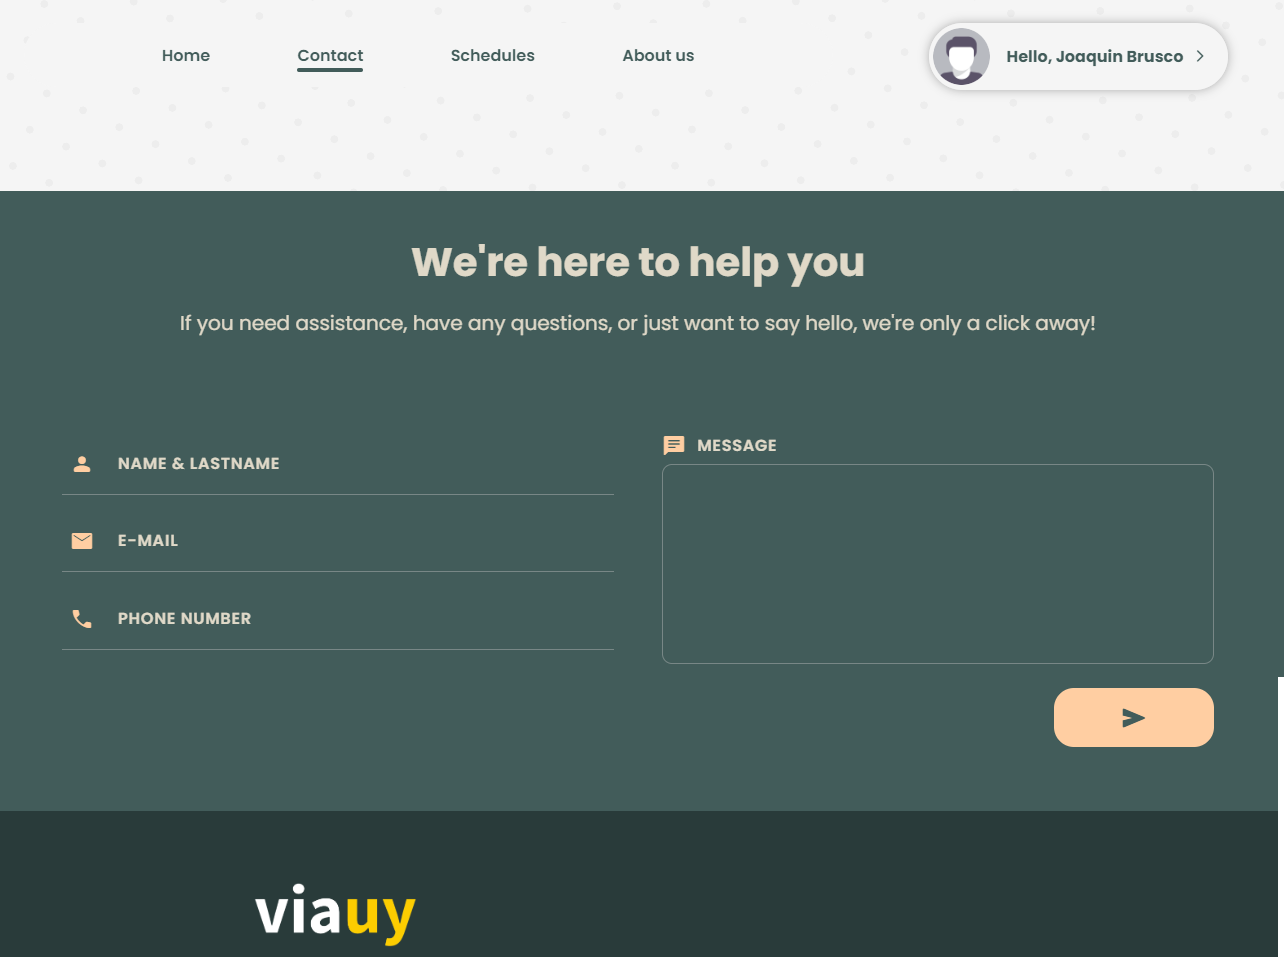 Home Contact Schedules About us Hello, Joaquin Brusco
We're here to help you
If you need assistance, have any questions, or just want to say hello, we're only a click away!
NAME & LASTNAME
E-MAIL
PHONE NUMBER
MESSAGE
viauy